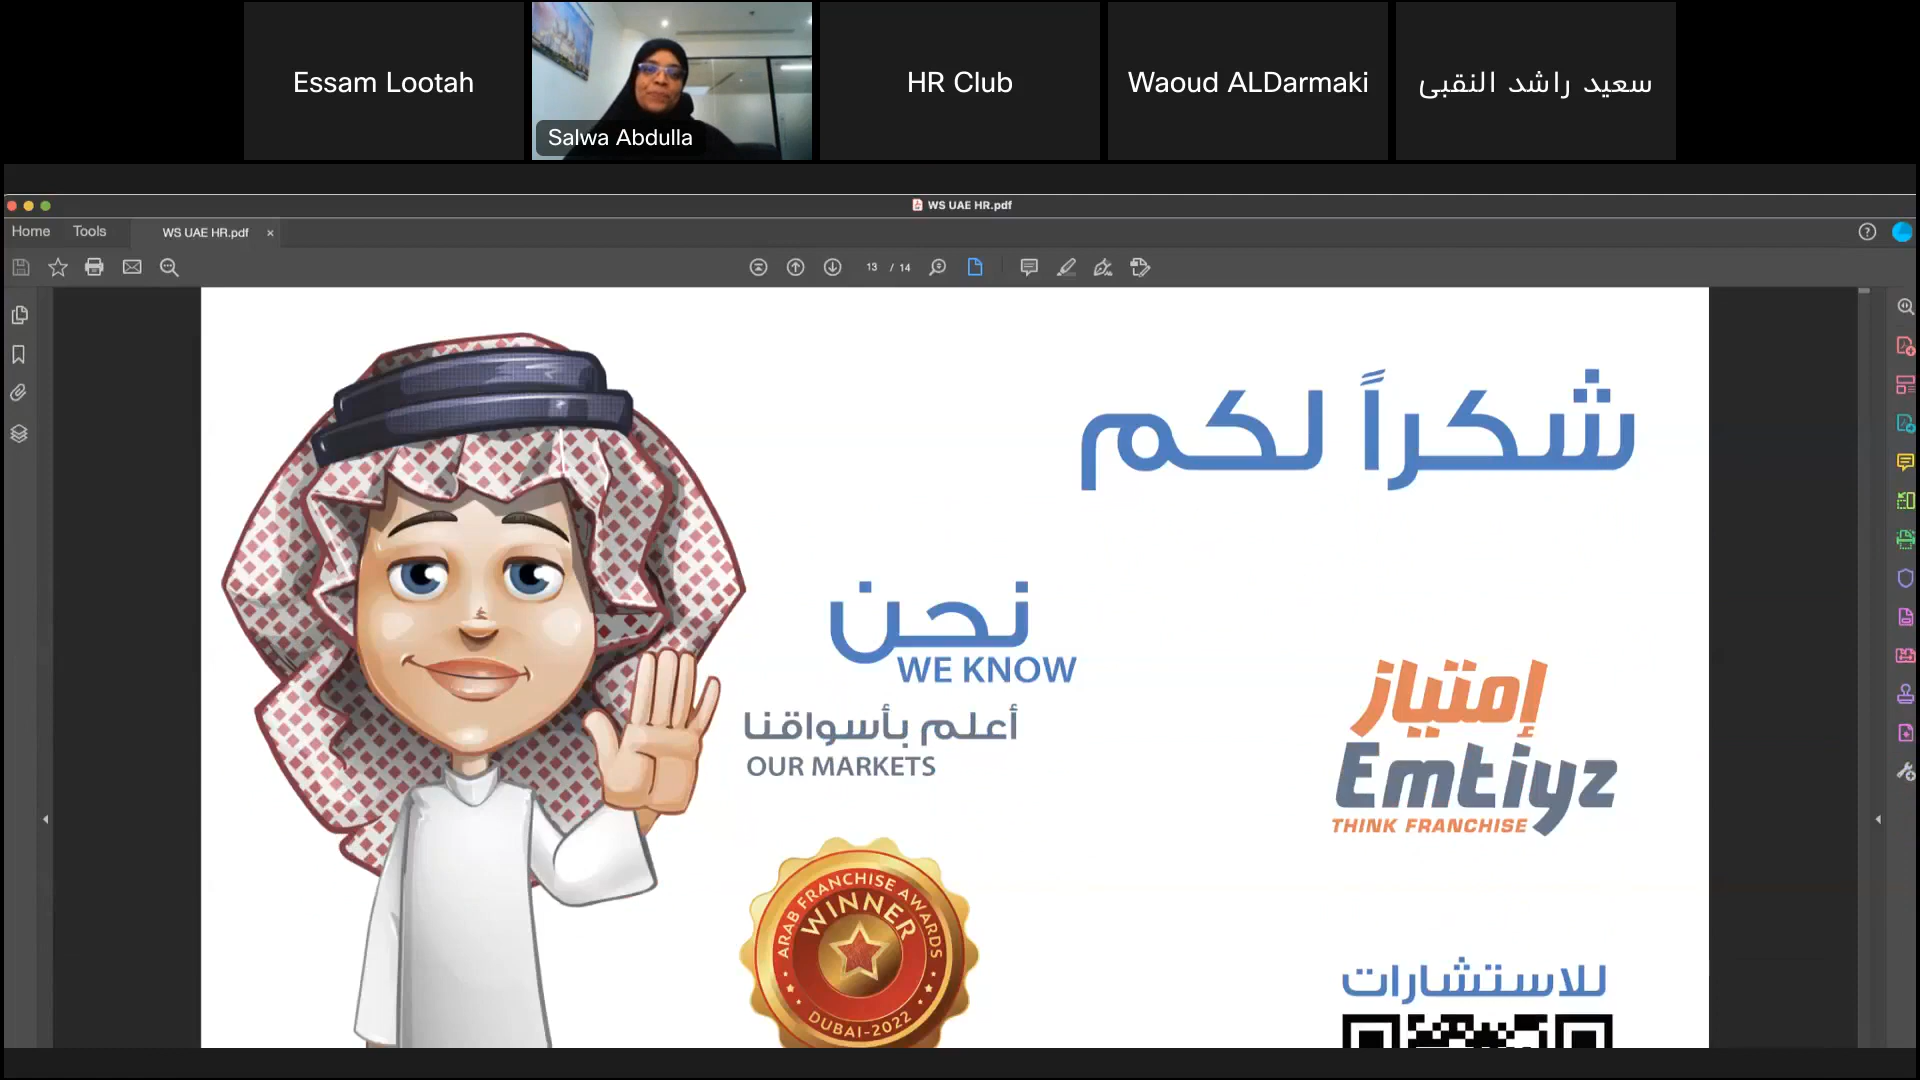 Essam Lootah
Salwa Abdulla
HR Club
Waoud ALDarmaki
سعيد راشد النقبى
WS UAE HR.pdf
Home
Tools
WS UAE HR.pdf
13 / 14
شكراً لكم
نحن
WE KNOW
أعلم بأسواقنا
OUR MARKETS
إمتياز
Emtiyz
THINK FRANCHISE
ARAB FRANCHISE AWARDS
WINNER
DUBAI-2022
للاستشارات